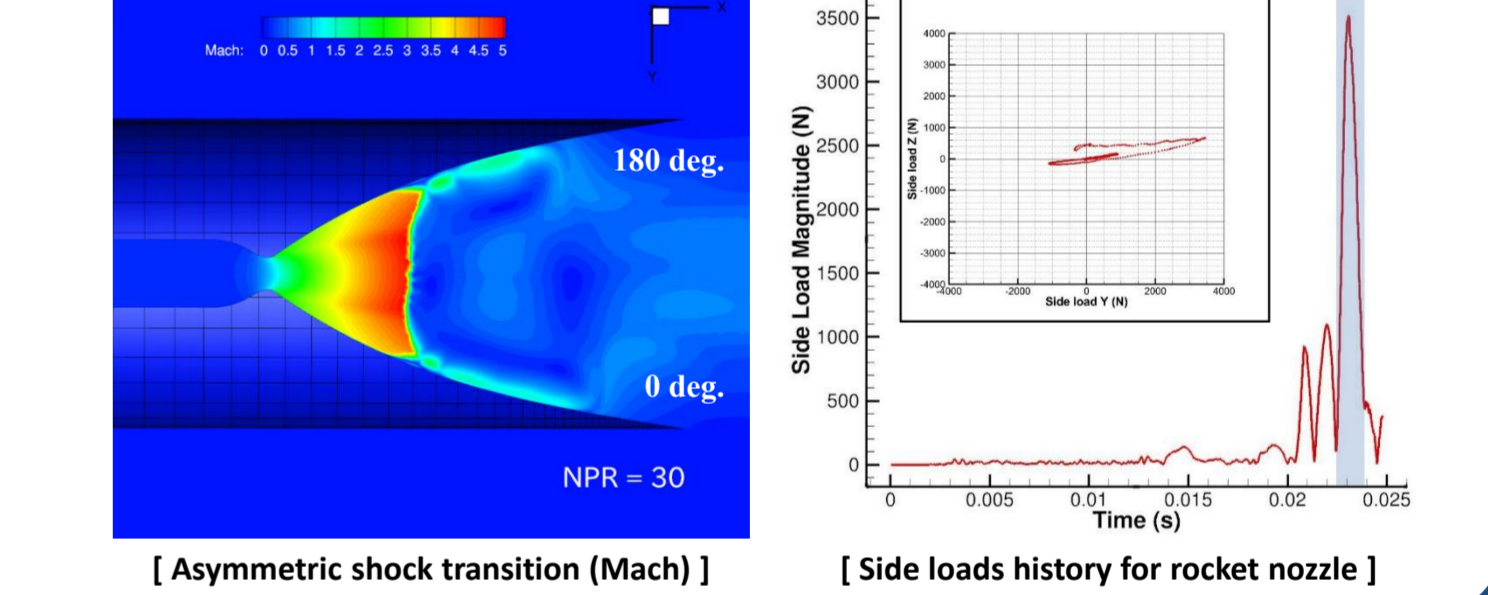 X
Y
Mach: 0 0.5 1 1.5 2 2.5 3 3.5 4 4.5 5
180 deg.
0 deg.
NPR = 30
[ Asymmetric shock transition (Mach) ]
Side Load Magnitude (N)
3500
3000
2500
2000
1500
1000
500
0
0 0.005 0.01 0.015 0.02 0.025
Time (s)
Side load Z (N)
4000
3000
2000
1000
0
-1000
-2000
-3000
-4000
-4000 -2000 0 2000 4000
Side load Y (N)
[ Side loads history for rocket nozzle ]